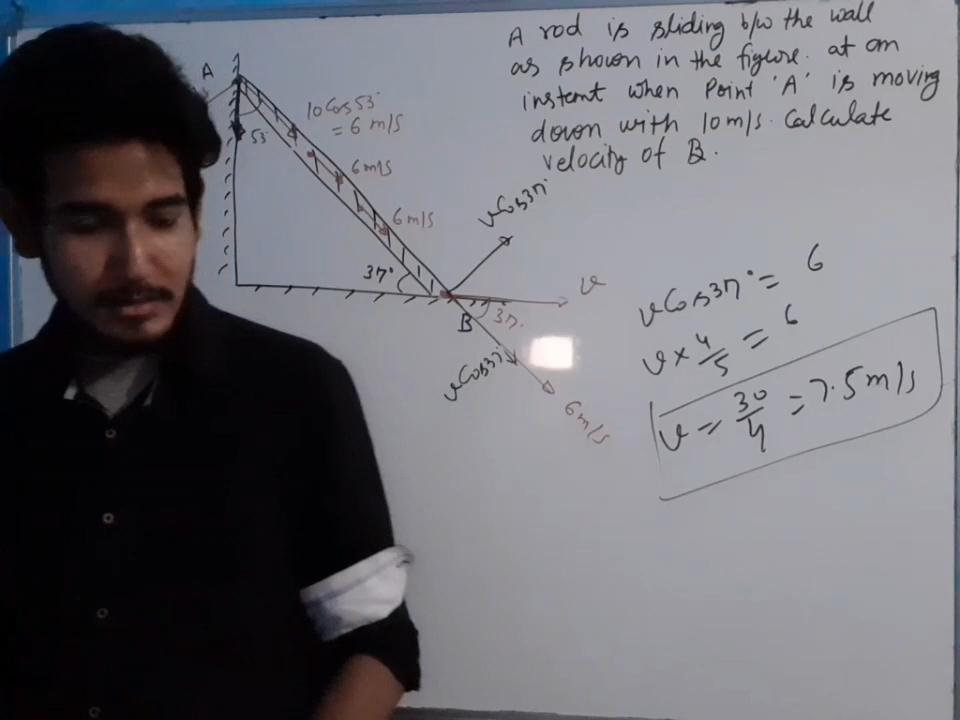 A rod is sliding b/w the wall
as shown in the figure. at an
instant when Point 'A' is moving
down with 10 m/s. Calculate
velocity of B.
A
53°
10 Cos 53°
= 6 m/s
6 m/s
6 m/s
37°
B
v Cos 37°
v
37°
v Cos 37°
6 m/s
v Cos 37° = 6
v × 4/5 = 6
v = 30/4 = 7.5 m/s